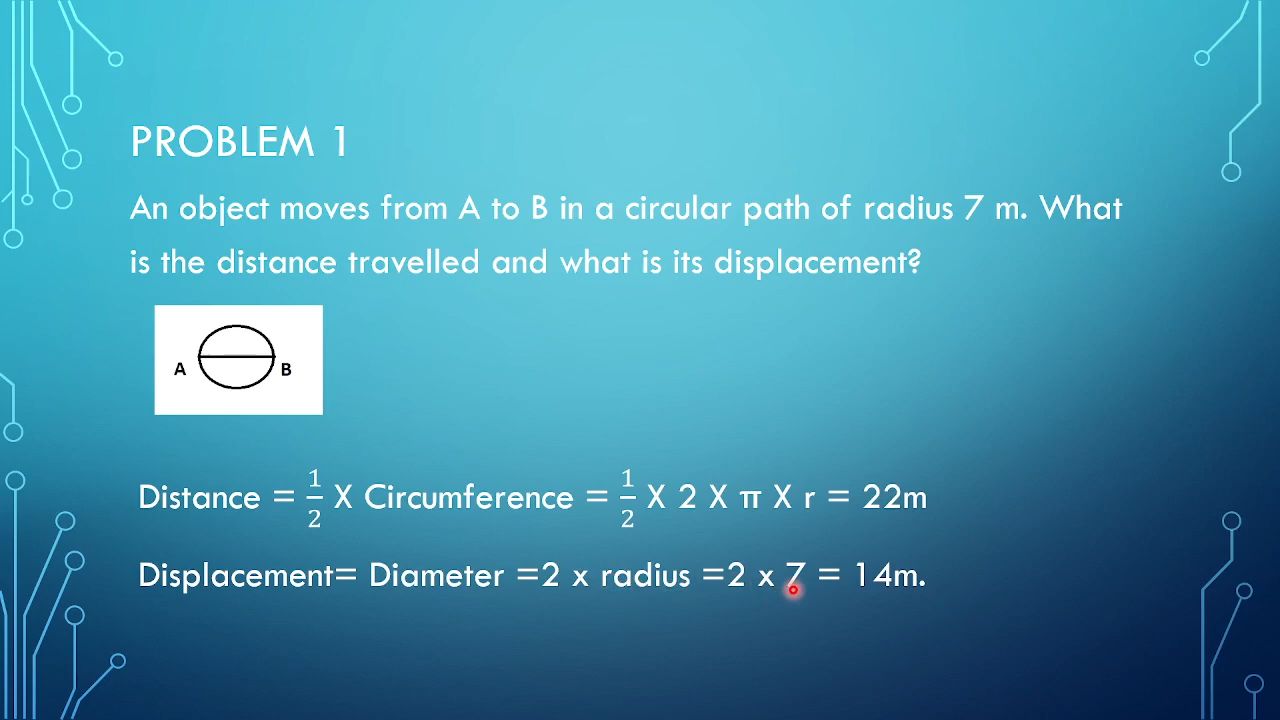 PROBLEM 1
An object moves from A to B in a circular path of radius 7 m. What
is the distance travelled and what is its displacement?
A B
Distance = 1/2 X Circumference = 1/2 X 2 X π X r = 22m
Displacement= Diameter =2 x radius =2 x 7 = 14m.